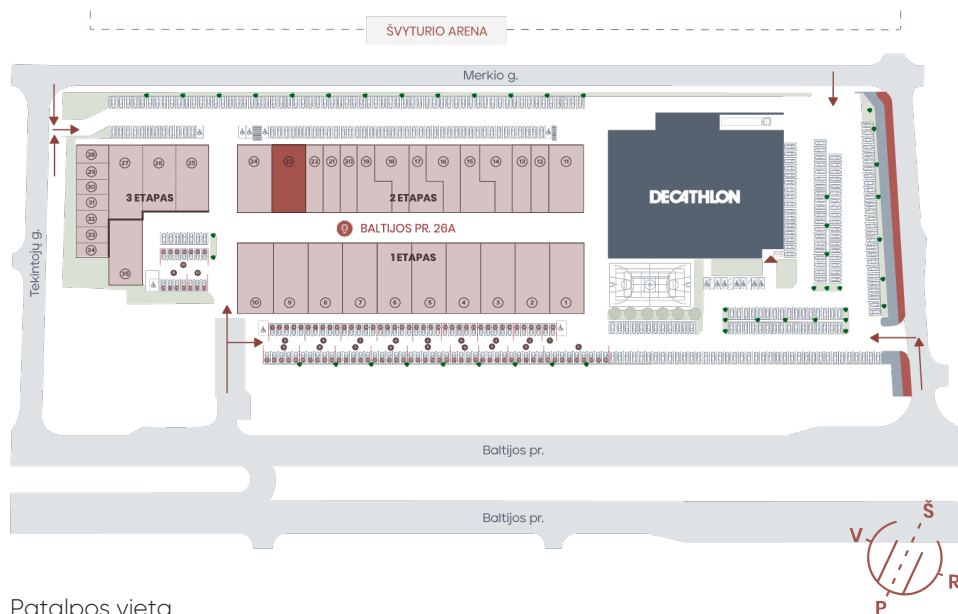 ŠVYTURIO ARENA
Merkio g.
28
29
30
31
32
33
34
27
26
25
3 ETAPAS
35
24
23
22
21
20
19
18
17
16
15
14
13
12
11
2 ETAPAS
BALTIJOS PR. 26A
1 ETAPAS
10
9
8
7
6
5
4
3
2
1
DECATHLON
Tekintojų g.
Baltijos pr.
Baltijos pr.
Š
V
R
P
Patalpos vieta